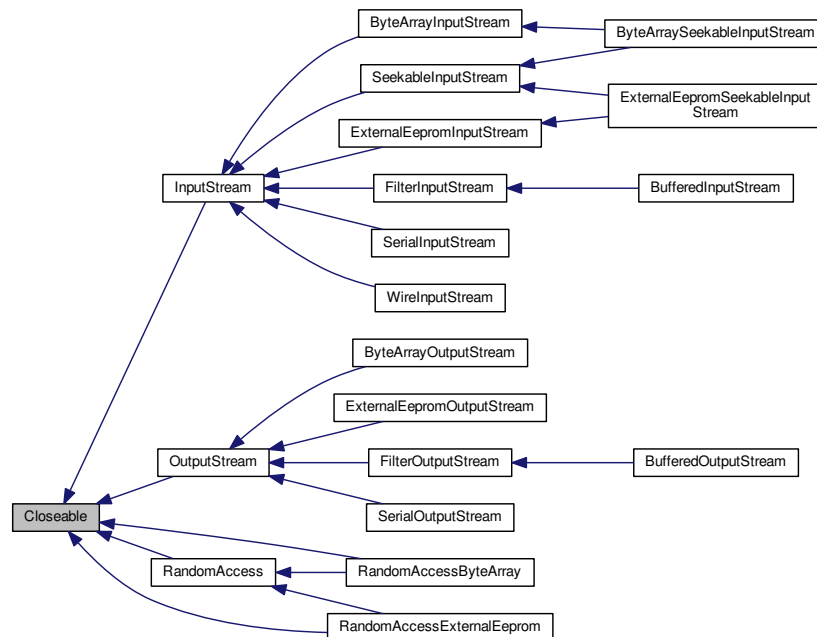 ByteArrayInputStream
ByteArraySeekableInputStream
SeekableInputStream
ExternalEepromSeekableInput
Stream
ExternalEepromInputStream
InputStream
FilterInputStream
BufferedInputStream
SerialInputStream
WireInputStream
ByteArrayOutputStream
ExternalEepromOutputStream
OutputStream
FilterOutputStream
BufferedOutputStream
Closeable
SerialOutputStream
RandomAccess
RandomAccessByteArray
RandomAccessExternalEeprom